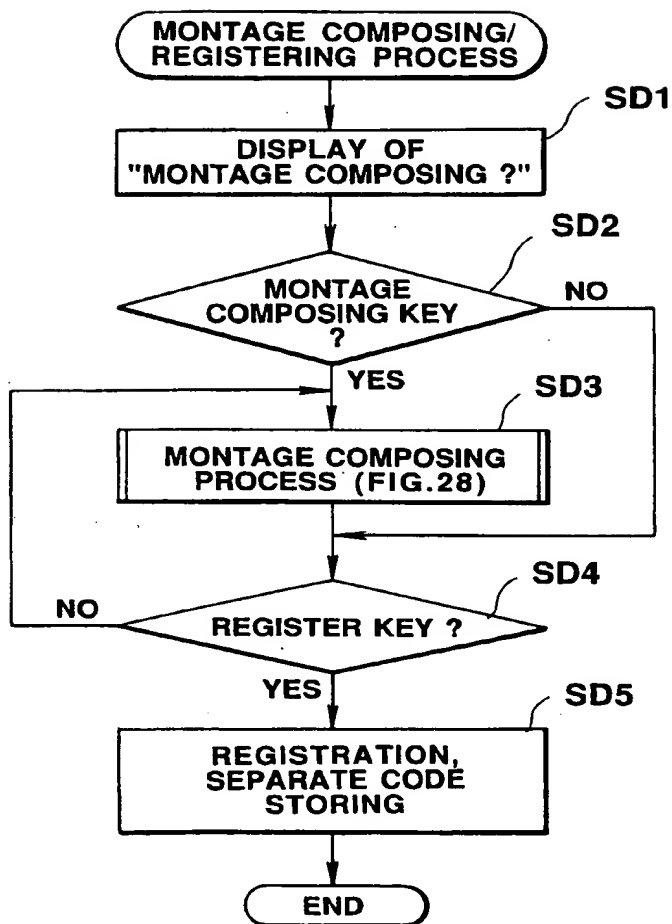 MONTAGE COMPOSING/
REGISTERING PROCESS
SD1
DISPLAY OF
"MONTAGE COMPOSING ?"
SD2
MONTAGE
COMPOSING KEY
?
NO
YES
SD3
MONTAGE COMPOSING
PROCESS (FIG.28)
SD4
NO
REGISTER KEY ?
YES
SD5
REGISTRATION,
SEPARATE CODE
STORING
END